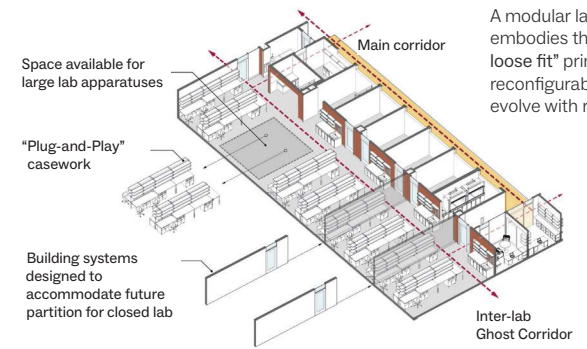 A modular la
embodies th
loose fit" prin
reconfigurab
evolve with r
Main corridor
Space available for
large lab apparatuses
"Plug-and-Play"
casework
Building systems
designed to
accommodate future
partition for closed lab
Inter-lab
Ghost Corridor